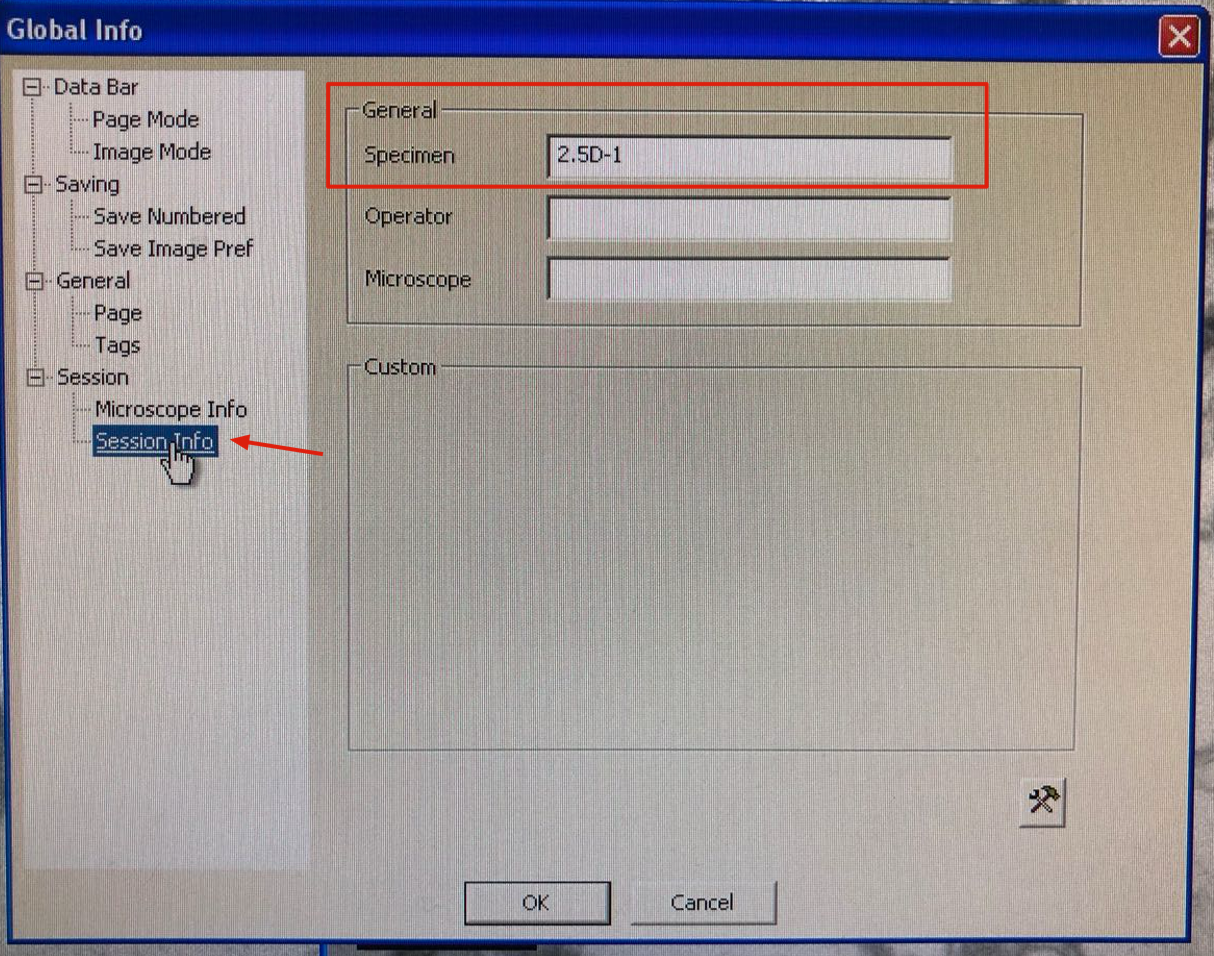 Global Info
Data Bar
Page Mode
Image Mode
Saving
Save Numbered
Save Image Pref
General
Page
Tags
Session
Microscope Info
Session Info
General
Specimen 2.5D-1
Operator
Microscope
Custom
OK Cancel